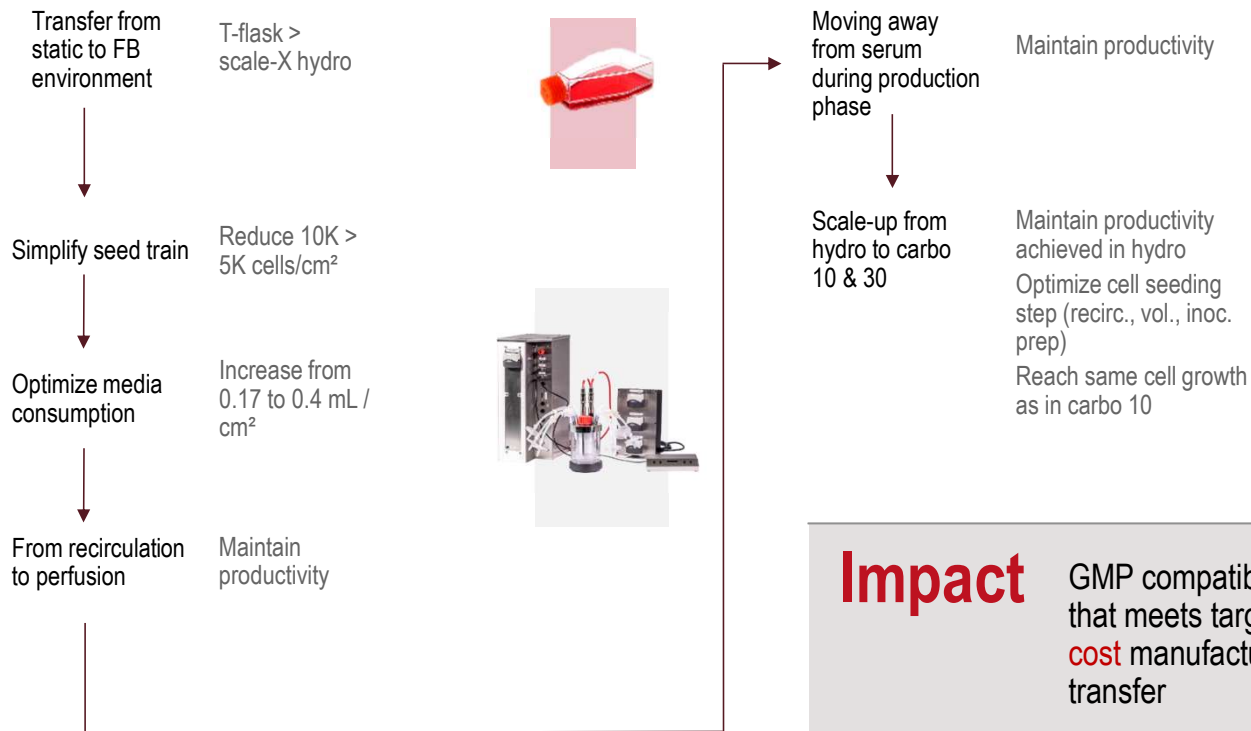 Transfer from
static to FB
environment
T-flask >
scale-X hydro
Simplify seed train
Reduce 10K >
5K cells/cm²
Optimize media
consumption
Increase from
0.17 to 0.4 mL /
cm²
From recirculation
to perfusion
Maintain
productivity
Moving away
from serum
during production
phase
Maintain productivity
Scale-up from
hydro to carbo
10 & 30
Maintain productivity
achieved in hydro
Optimize cell seeding
step (recirc., vol., inoc.
prep)
Reach same cell growth
as in carbo 10
Impact
GMP
that meets
cost
transfer